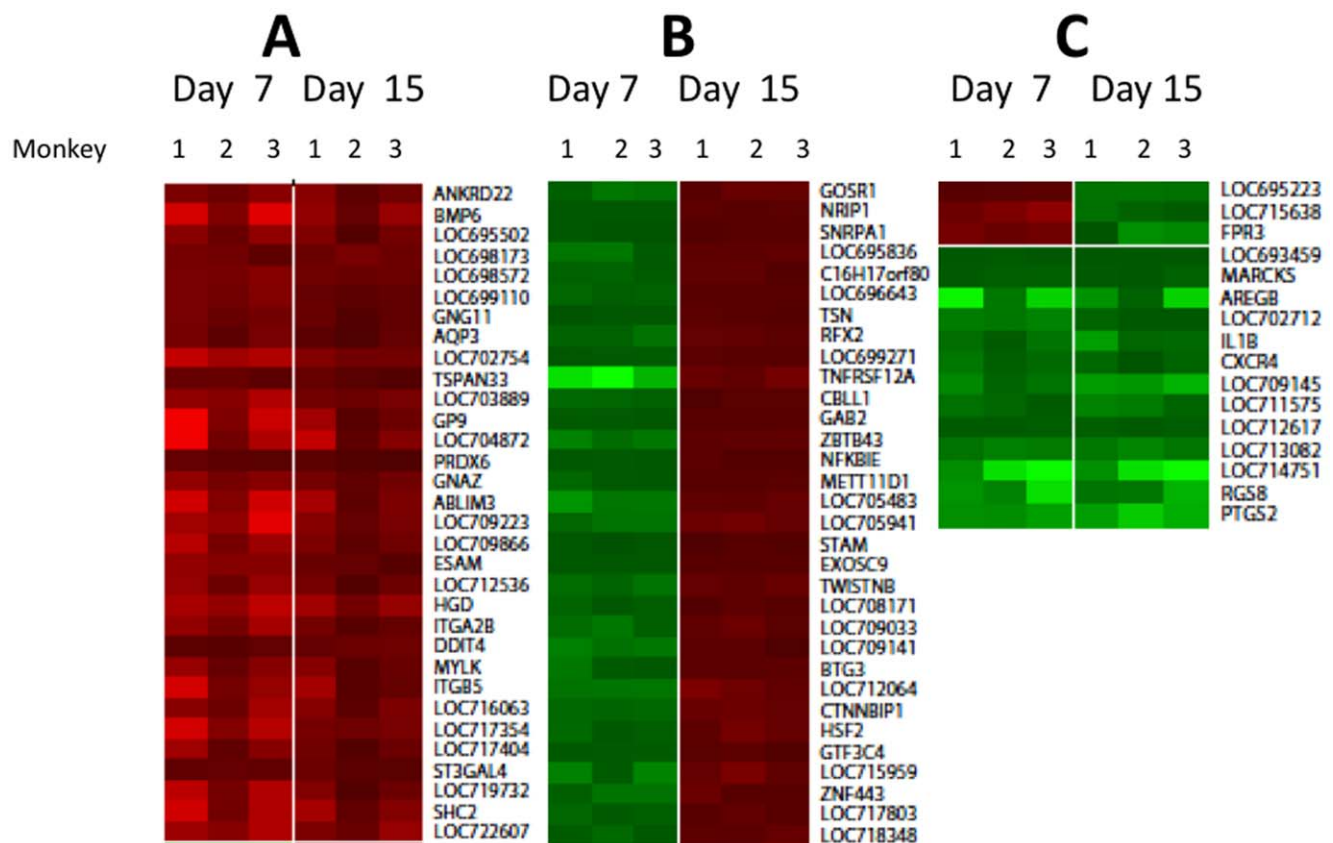 A B C
Day 7 Day 15 Day 7 Day 15 Day 7 Day 15
Monkey 1 2 3 1 2 3 1 2 3 1 2 3 1 2 3 1 2 3
ANKRD22
BMP6
LOC695502
LOC698173
LOC698572
LOC699110
GNG11
AQP3
LOC702754
TSPAN33
LOC703889
GP9
LOC704872
PRDX6
GNAZ
ABLIM3
LOC709223
LOC709866
ESAM
LOC712536
HGD
ITGA2B
DDIT4
MYLK
ITGB5
LOC716063
LOC717354
LOC717404
ST3GAL4
LOC719732
SHC2
LOC722607
GOSR1
NRIP1
SNRPA1
LOC695836
C16H17orf80
LOC696643
TSN
RFX2
LOC699271
TNFRSF12A
CBLL1
GAB2
ZBTB43
NFKBIE
METT11D1
LOC705483
LOC705941
STAM
EXOSC9
TWISTNB
LOC708171
LOC709033
LOC709141
BTG3
LOC712064
CTNNBIP1
HSF2
GTF3C4
LOC715959
ZNF443
LOC717803
LOC718348
LOC695223
LOC715638
FPR3
LOC693459
MARCKS
AREGB
LOC702712
IL1B
CXCR4
LOC709145
LOC711575
LOC712617
LOC713082
LOC714751
RGS8
PTGS2